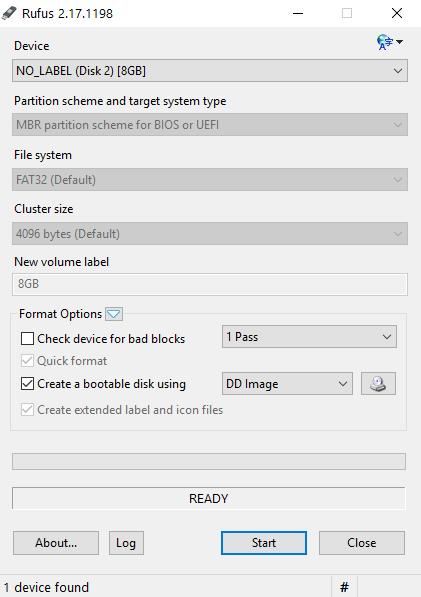 Rufus 2.17.1198
Device
NO_LABEL (Disk 2) [8GB]
Partition scheme and target system type
MBR partition scheme for BIOS or UEFI
File system
FAT32 (Default)
Cluster size
4096 bytes (Default)
New volume label
8GB
Format Options
Check device for bad blocks 1 Pass
Quick format
Create a bootable disk using DD Image
Create extended label and icon files
READY
About... Log Start Close
1 device found #